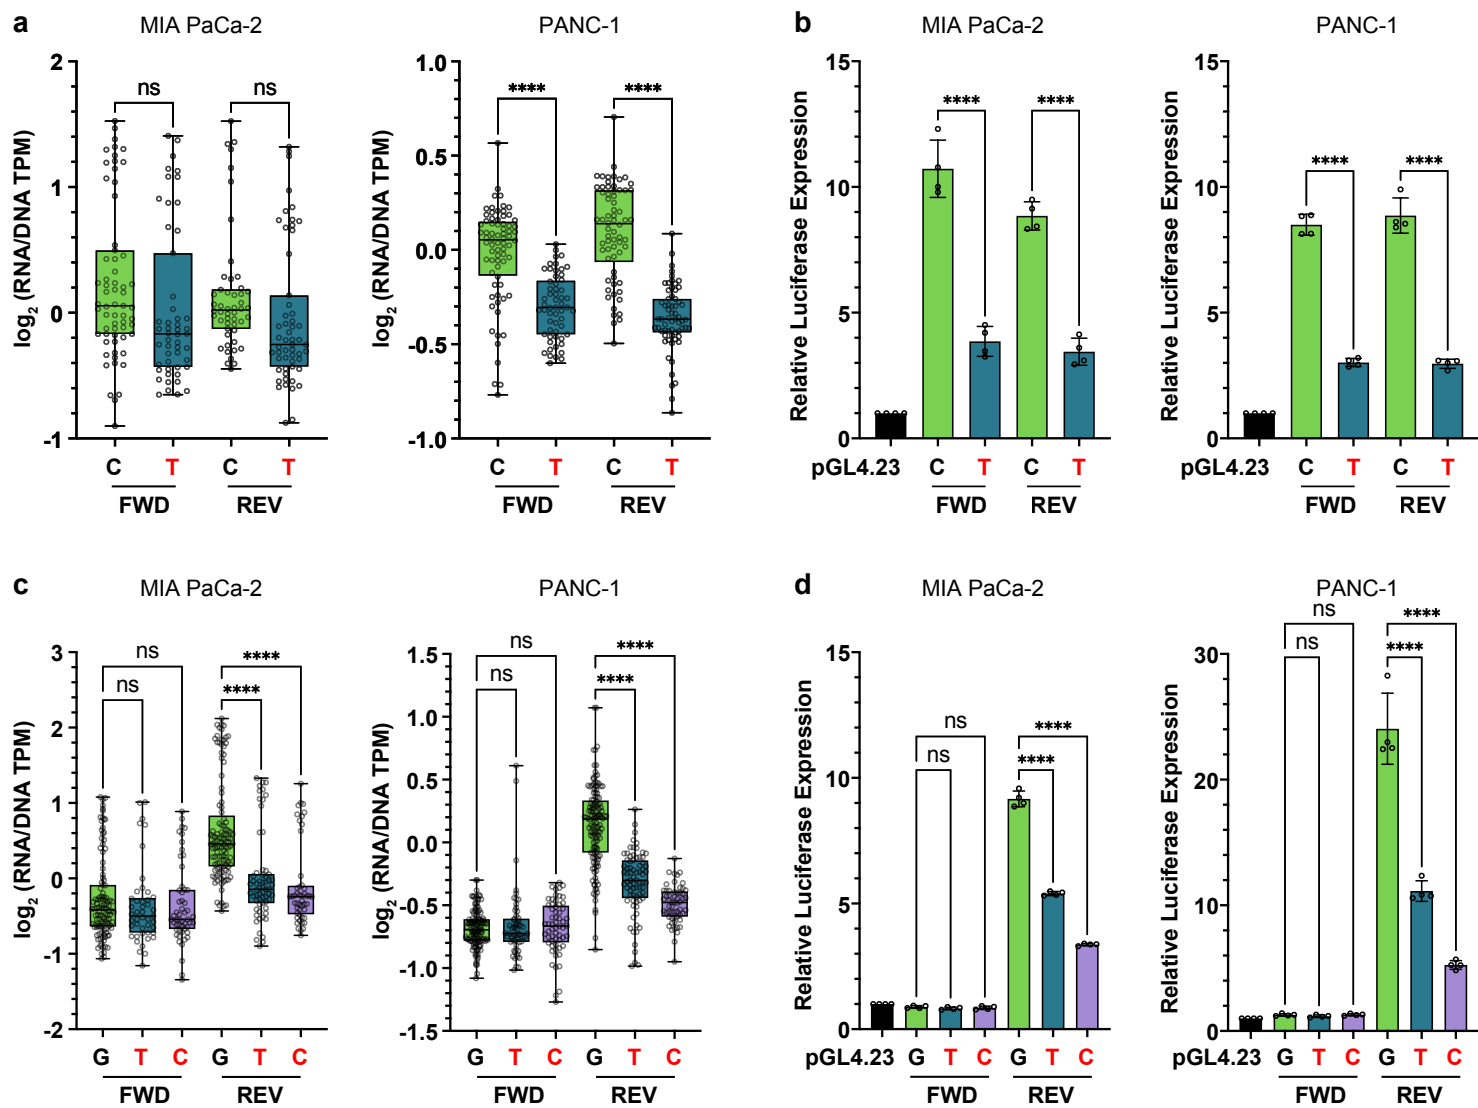 a
MIA PaCa-2
PANC-1
log2 (RNA/DNA TPM)
2
1
0
-1
ns
ns
C T C T
FWD REV
log2 (RNA/DNA TPM)
1.0
0.5
0.0
-0.5
-1.0
****
****
C T C T
FWD REV
b
MIA PaCa-2
PANC-1
Relative Luciferase Expression
15
10
5
0
****
****
pGL4.23 C T C T
FWD REV
Relative Luciferase Expression
15
10
5
0
****
****
pGL4.23 C T C T
FWD REV
c
MIA PaCa-2
PANC-1
log2 (RNA/DNA TPM)
3
2
1
0
-1
-2
ns
ns
****
****
G T C G T C
FWD REV
log2 (RNA/DNA TPM)
1.5
1.0
0.5
0.0
-0.5
-1.0
-1.5
ns
ns
****
****
G T C G T C
FWD REV
d
MIA PaCa-2
PANC-1
Relative Luciferase Expression
15
10
5
0
ns
ns
****
****
pGL4.23 G T C G T C
FWD REV
Relative Luciferase Expression
30
20
10
0
ns
ns
****
****
pGL4.23 G T C G T C
FWD REV